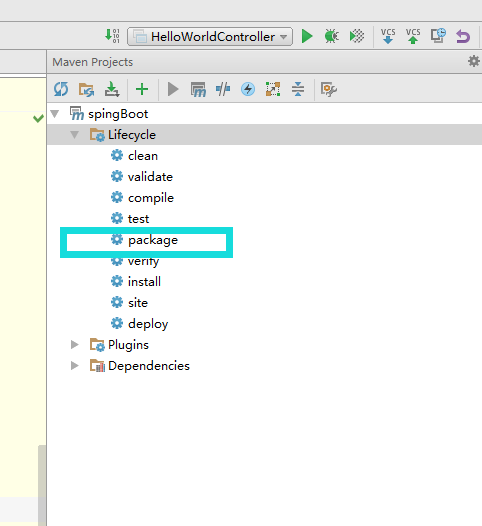 HelloWorldController
VCS VCS
Maven Projects
spingBoot
Lifecycle
clean
validate
compile
test
package
verify
install
site
deploy
Plugins
Dependencies